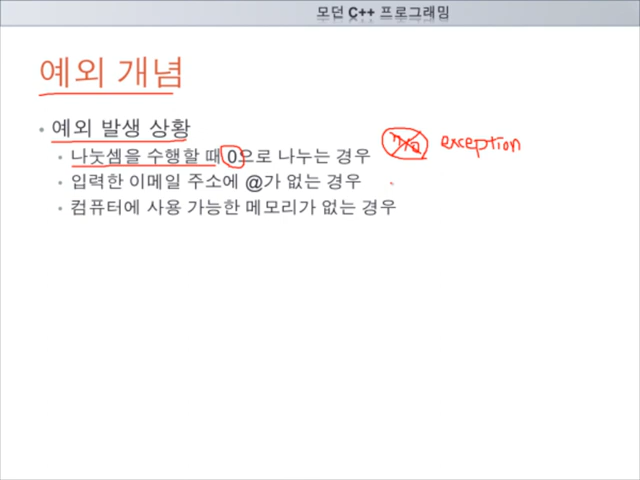 모던 C++ 프로그래밍
예외 개념
• 예외 발생 상황
• 나눗셈을 수행할 때 0으로 나누는 경우 exception
• 입력한 이메일 주소에 @가 없는 경우
• 컴퓨터에 사용 가능한 메모리가 없는 경우